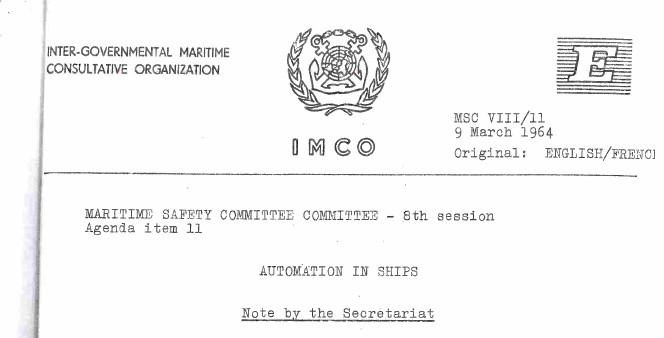 INTER-GOVERNMENTAL MARITIME
CONSULTATIVE ORGANIZATION
IMCO
E
MSC VIII/11
9 March 1964
Original: ENGLISH/FRENCH
MARITIME SAFETY COMMITTEE COMMITTEE - 8th session
Agenda item 11
AUTOMATION IN SHIPS
Note by the Secretariat